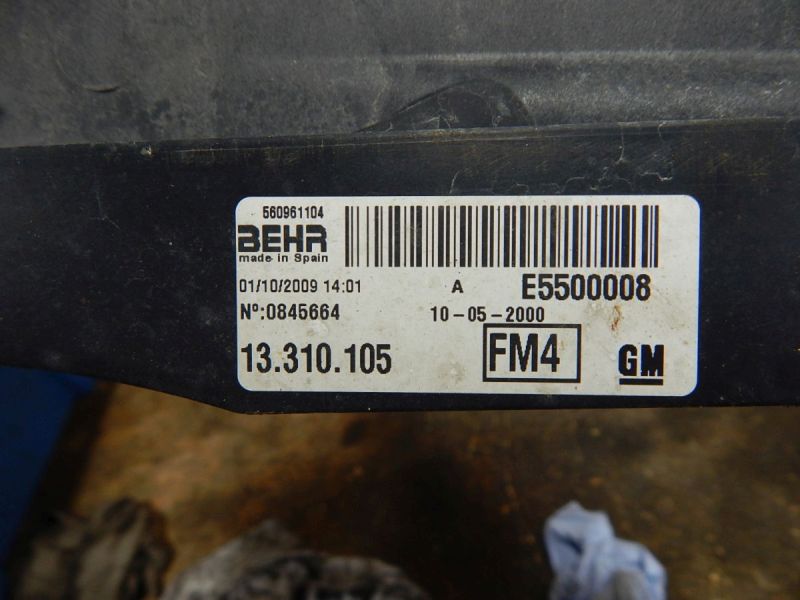 560961104
BEHR
made in Spain
01/10/2009 14:01 A E5500008
Nº:0845664 10-05-2000
13.310.105 FM4 GM